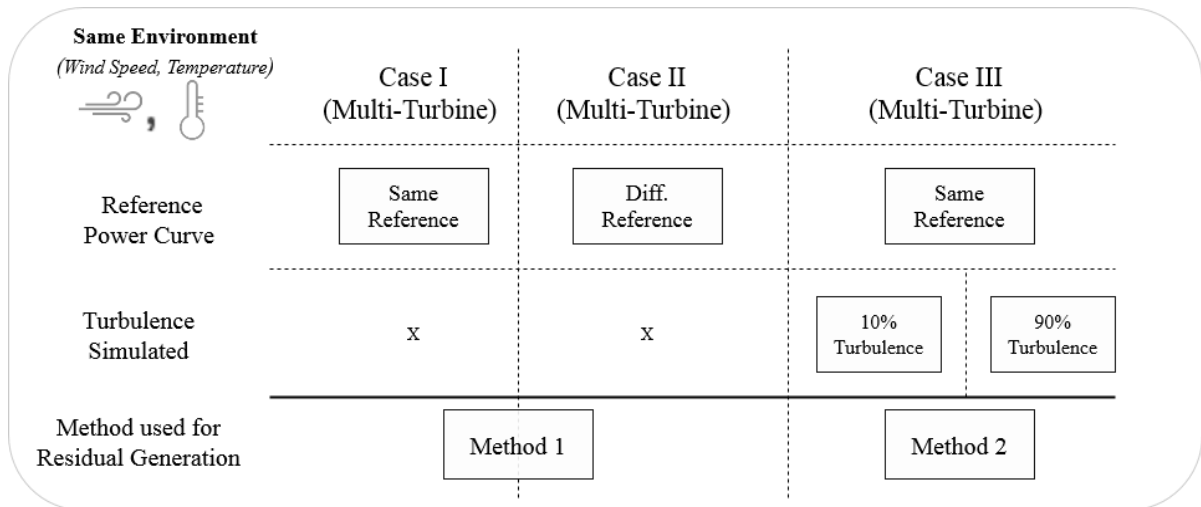 Same Environment
(Wind Speed, Temperature)
,
Case I
(Multi-Turbine)
Case II
(Multi-Turbine)
Case III
(Multi-Turbine)
Reference
Power Curve
Same
Reference
Diff.
Reference
Same
Reference
Turbulence
Simulated
X
X
10%
Turbulence
90%
Turbulence
Method used for
Residual Generation
Method 1
Method 2